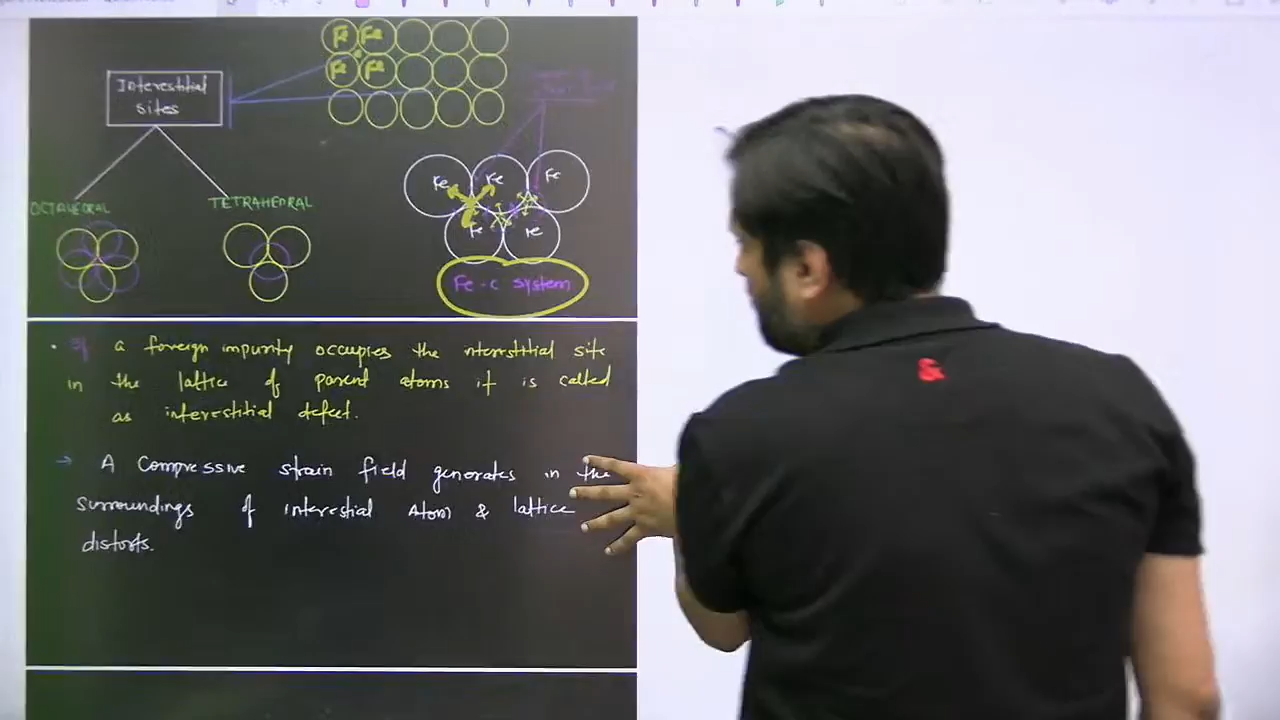 Fe Fe
Fe Fe
Interestitial
sites
OCTAHEDRAL
TETRAHEDRAL
Fe Fe Fe
Fe Fe
Fe-C system
• If a foreign impurity occupies the interestitial site
in the lattice of parent atoms it is called
as interestitial defect.
→ A Compressive strain field generates in the
surroundings of interestial Atom & lattice
distorts.
&